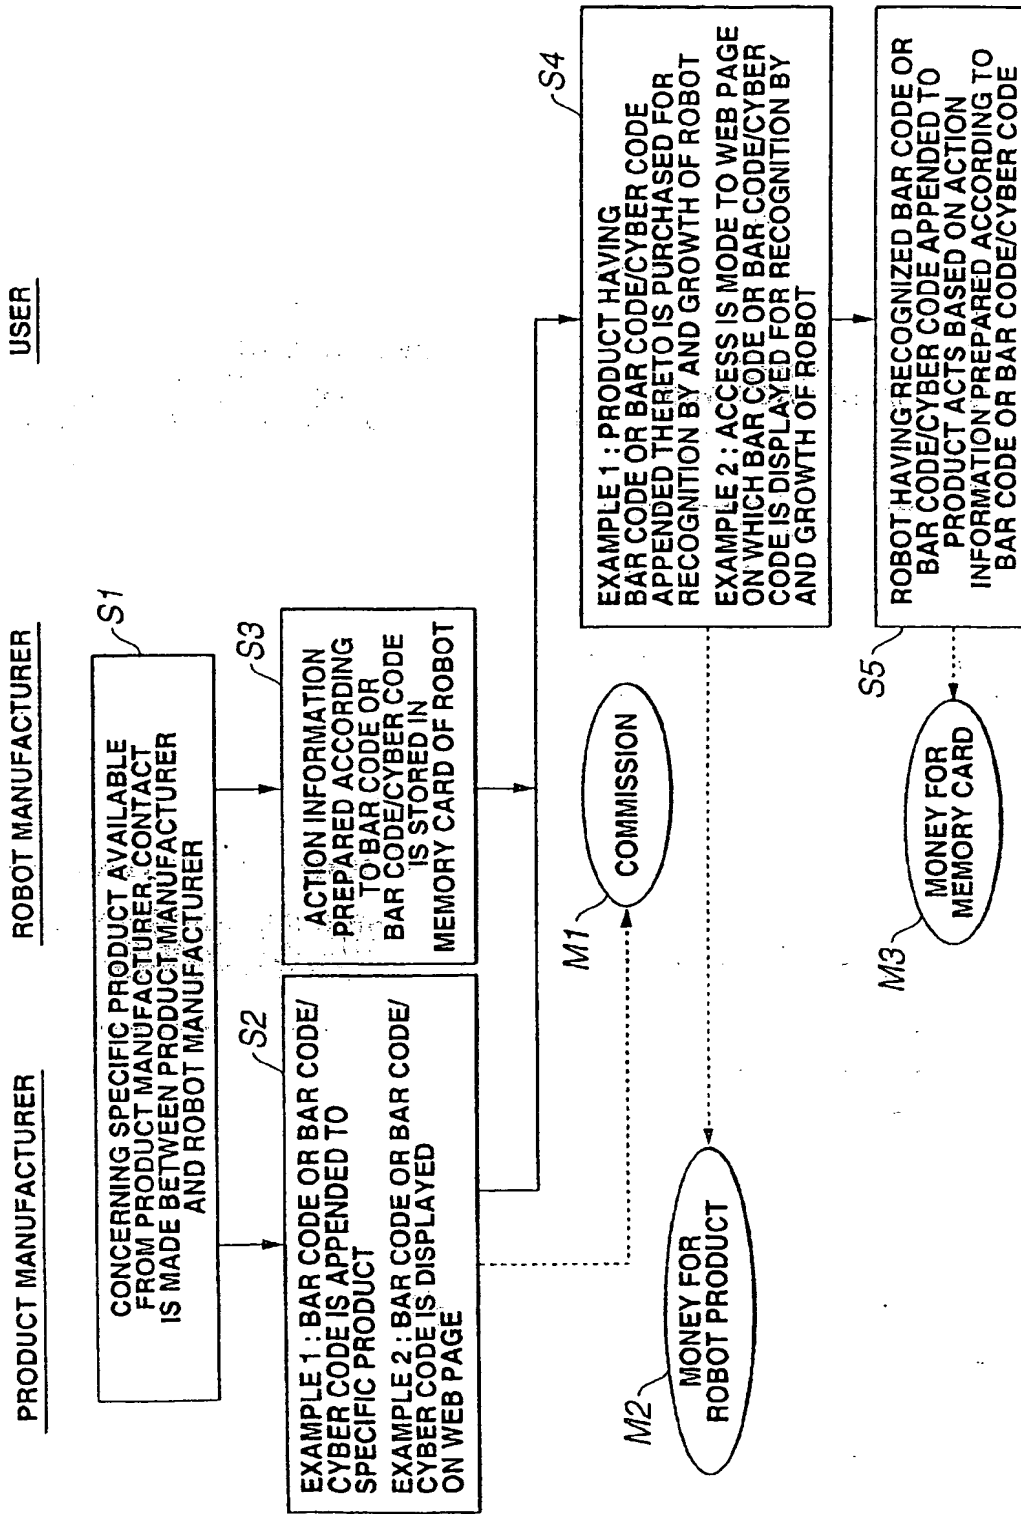 PRODUCT MANUFACTURER
ROBOT MANUFACTURER
USER
S1
CONCERNING SPECIFIC PRODUCT AVAILABLE
FROM PRODUCT MANUFACTURER, CONTACT
IS MADE BETWEEN PRODUCT MANUFACTURER
AND ROBOT MANUFACTURER
S2
EXAMPLE 1 : BAR CODE OR BAR CODE/
CYBER CODE IS APPENDED TO
SPECIFIC PRODUCT
EXAMPLE 2 : BAR CODE OR BAR CODE/
CYBER CODE IS DISPLAYED
ON WEB PAGE
S3
ACTION INFORMATION
PREPARED ACCORDING
TO BAR CODE OR
BAR CODE/CYBER CODE
IS STORED IN
MEMORY CARD OF ROBOT
S4
EXAMPLE 1 : PRODUCT HAVING
BAR CODE OR BAR CODE/CYBER CODE
APPENDED THERETO IS PURCHASED FOR
RECOGNITION BY AND GROWTH OF ROBOT
EXAMPLE 2 : ACCESS IS MODE TO WEB PAGE
ON WHICH BAR CODE OR BAR CODE/CYBER
CODE IS DISPLAYED FOR RECOGNITION BY
AND GROWTH OF ROBOT
M1
COMMISSION
M2
MONEY FOR
ROBOT PRODUCT
S5
ROBOT HAVING RECOGNIZED BAR CODE OR
BAR CODE/CYBER CODE APPENDED TO
PRODUCT ACTS BASED ON ACTION
INFORMATION PREPARED ACCORDING TO
BAR CODE OR BAR CODE/CYBER CODE
M3
MONEY FOR
MEMORY CARD